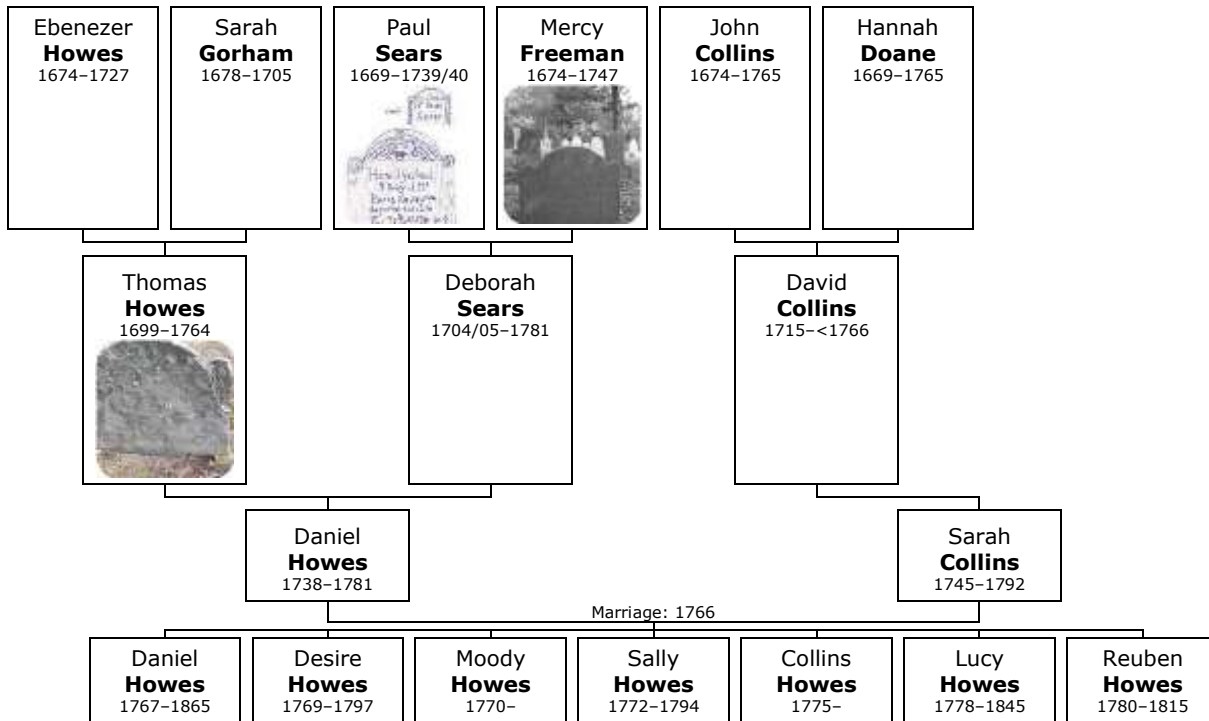 Ebenezer
Howes
1674–1727
Sarah
Gorham
1678–1705
Paul
Sears
1669–1739/40
Mercy
Freeman
1674–1747
John
Collins
1674–1765
Hannah
Doane
1669–1765
Thomas
Howes
1699–1764
Deborah
Sears
1704/05–1781
David
Collins
1715–<1766
Daniel
Howes
1738–1781
Sarah
Collins
1745–1792
Marriage: 1766
Daniel
Howes
1767–1865
Desire
Howes
1769–1797
Moody
Howes
1770–
Sally
Howes
1772–1794
Collins
Howes
1775–
Lucy
Howes
1778–1845
Reuben
Howes
1780–1815